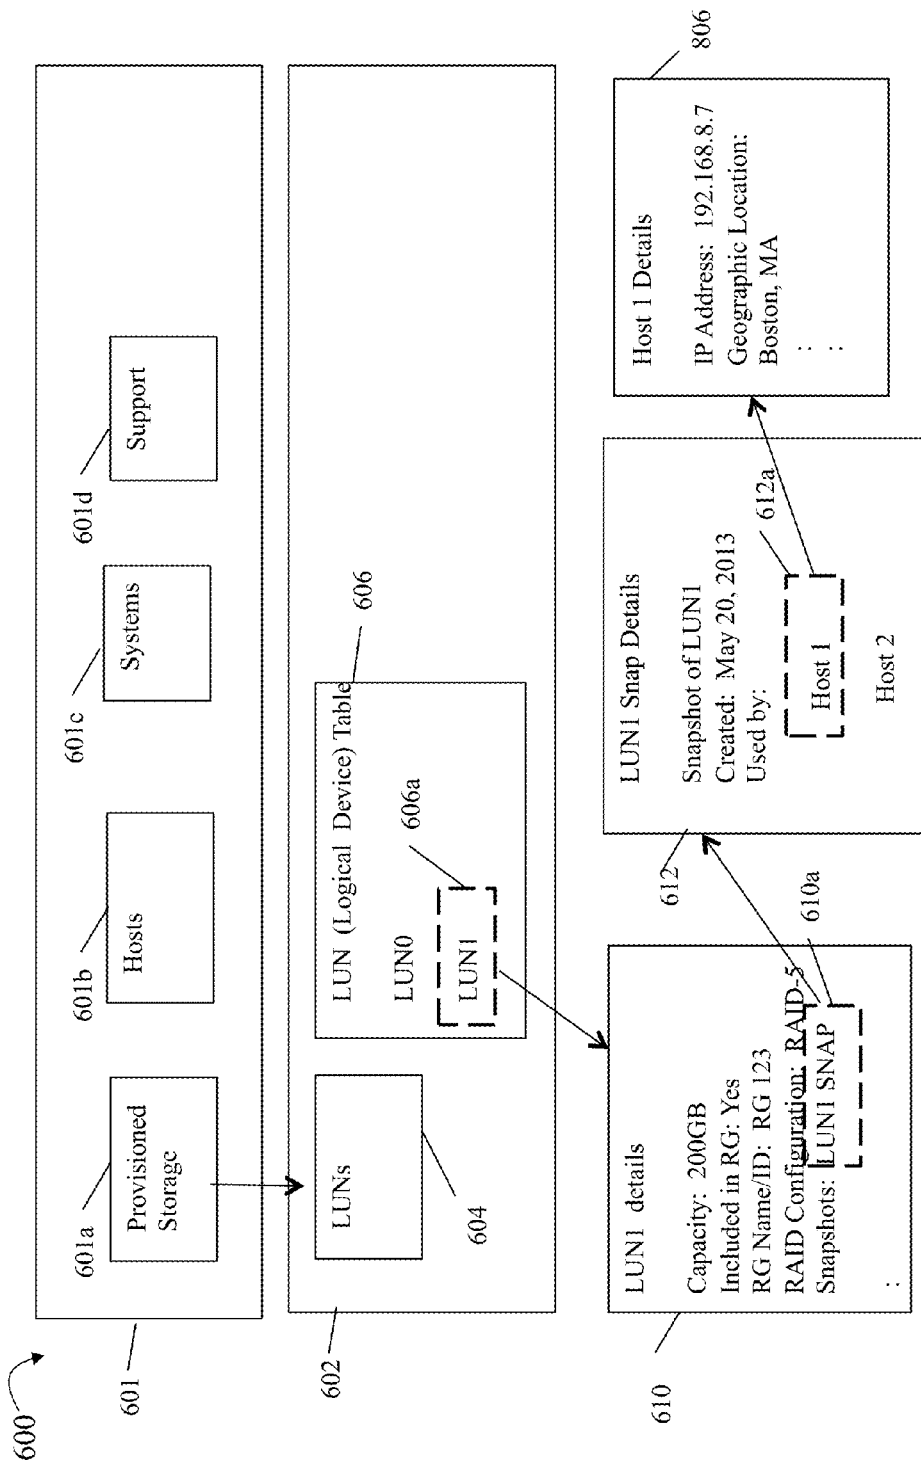 600
601
601a
Provisioned
Storage
601b
Hosts
601c
Systems
601d
Support
602
LUNs
604
LUN (Logical Device) Table
606
LUN0
606a
LUN1
610
LUN1 details
Capacity: 200GB
Included in RG: Yes
RG Name/ID: RG 123
RAID Configuration: RAID-5
Snapshots: LUN1 SNAP
:
610a
612
LUN1 Snap Details
Snapshot of LUN1
Created: May 20, 2013
Used by:
612a
Host 1
Host 2
806
Host 1 Details
IP Address: 192.168.8.7
Geographic Location:
Boston, MA
:
: